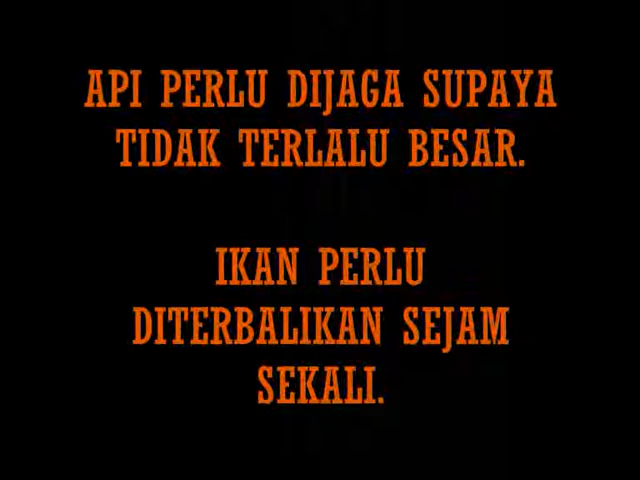 API PERLU DIJAGA SUPAYA
TIDAK TERLALU BESAR.
IKAN PERLU
DITERBALIKAN SEJAM
SEKALI.